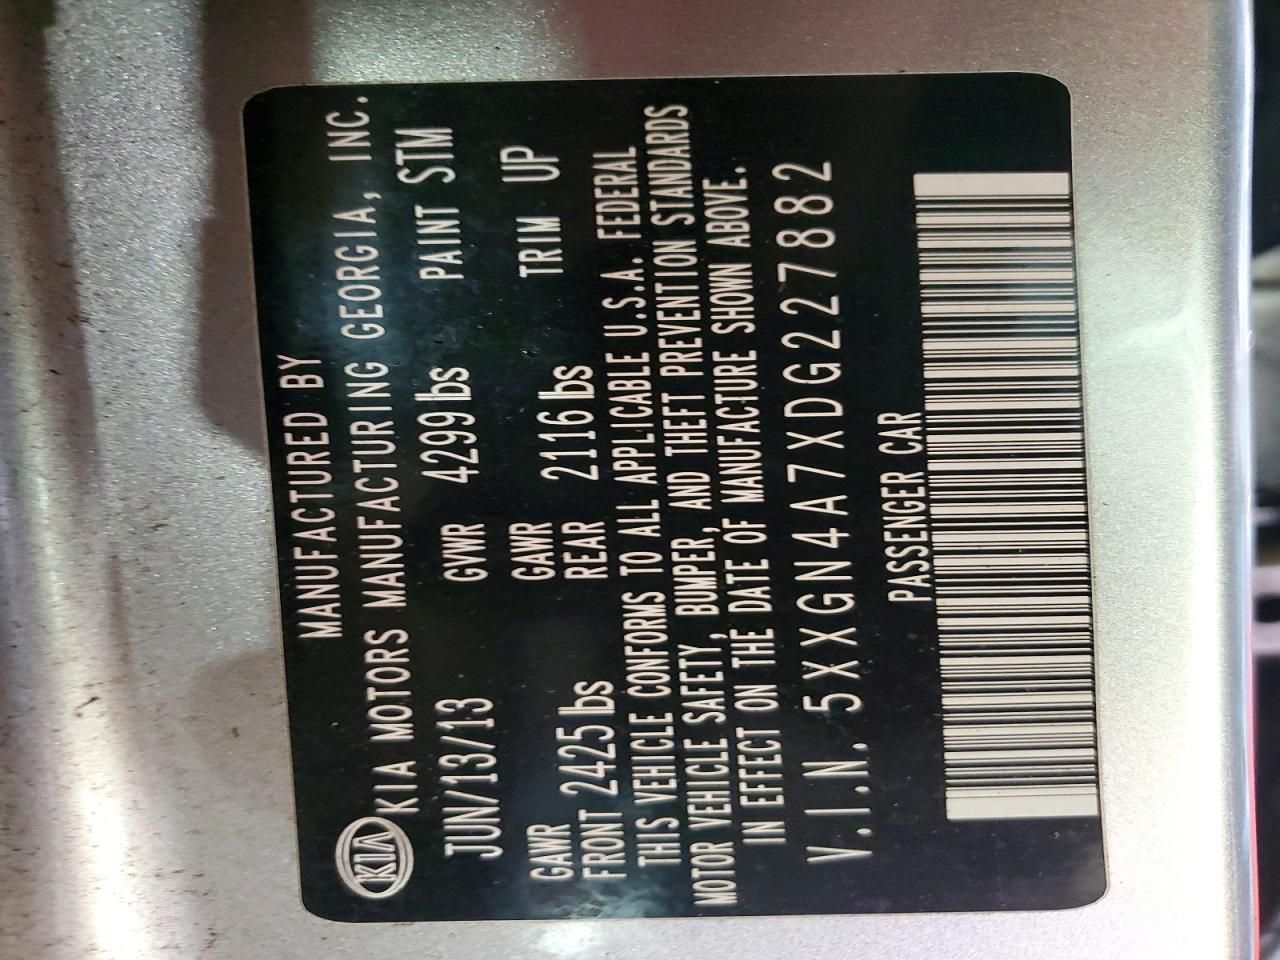 MANUFACTURED BY
KIA KIA MOTORS MANUFACTURING GEORGIA, INC.
JUN/13/13 GVWR 4299 lbs PAINT STM
GAWR GAWR
FRONT 2425 lbs REAR 2116 lbs TRIM UP
THIS VEHICLE CONFORMS TO ALL APPLICABLE U.S.A. FEDERAL
MOTOR VEHICLE SAFETY, BUMPER, AND THEFT PREVENTION STANDARDS
IN EFFECT ON THE DATE OF MANUFACTURE SHOWN ABOVE.
V.I.N. 5XXGN4A7XDG227882
PASSENGER CAR